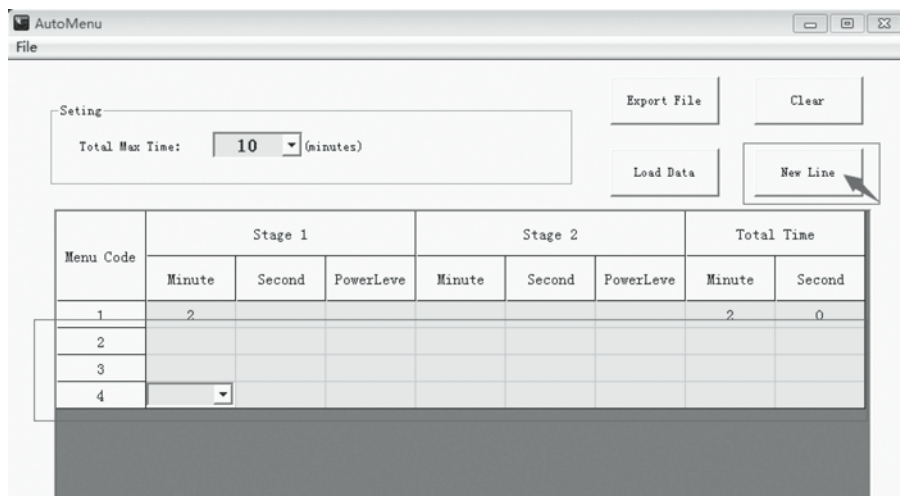 AutoMenu
File
Seting
Total Max Time: 10 (minutes)
Export File Clear
Load Data New Line
Menu Code Stage 1 Stage 2 Total Time
Minute Second PowerLeve Minute Second PowerLeve Minute Second
1 2 2 0
2
3
4